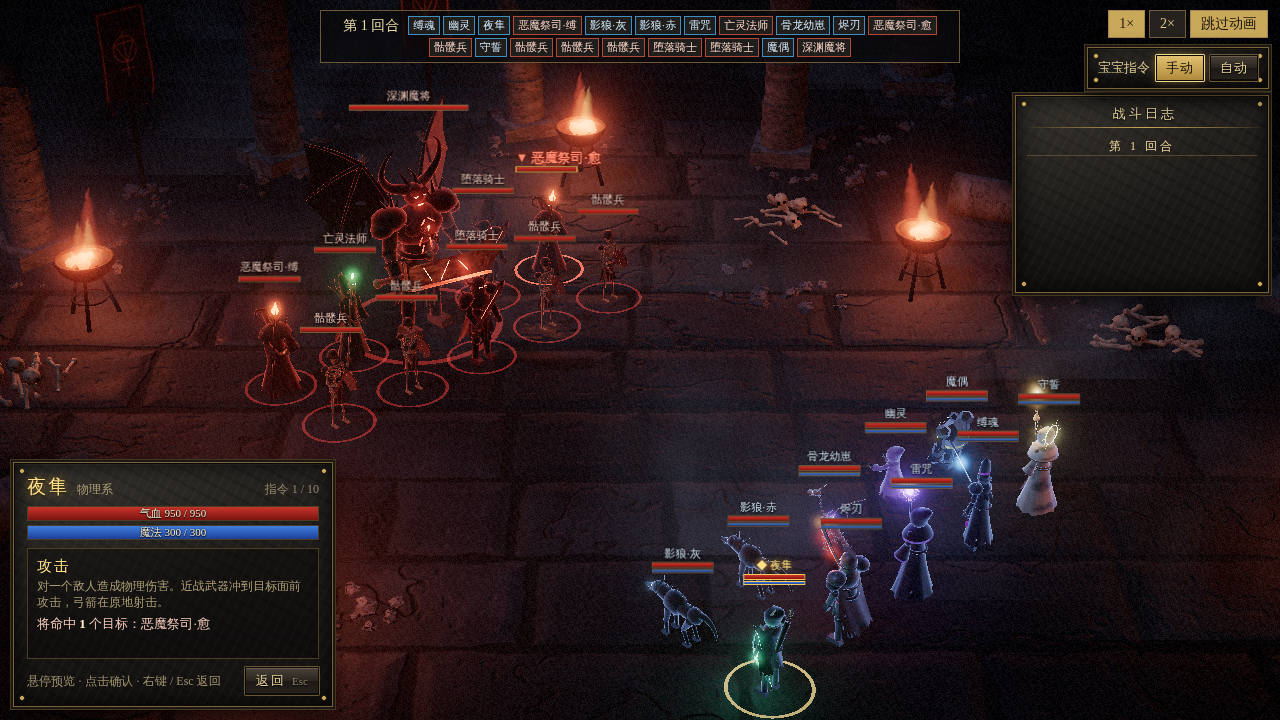 第 1 回合 缚魂 幽灵 夜隼 恶魔祭司·缚 影狼·灰 影狼·赤 雷咒 亡灵法师 骨龙幼崽 烬刃 恶魔祭司·愈
骷髅兵 守誓 骷髅兵 骷髅兵 骷髅兵 堕落骑士 堕落骑士 魔偶 深渊魔将
1× 2× 跳过动画
宝宝指令 手动 自动
战斗日志
第 1 回合
深渊魔将
▼ 恶魔祭司·愈
堕落骑士
骷髅兵
骷髅兵
堕落骑士
亡灵法师
恶魔祭司·缚
骷髅兵
骷髅兵
魔偶
守誓
幽灵
缚魂
骨龙幼崽
雷咒
影狼·赤
烬刃
影狼·灰
◆ 夜隼
夜隼 物理系 指令 1 / 10
气血 950 / 950
魔法 300 / 300
攻击
对一个敌人造成物理伤害。近战武器冲到目标面前
攻击，弓箭在原地射击。
将命中 1 个目标：恶魔祭司·愈
悬停预览 · 点击确认 · 右键 / Esc 返回
返回 Esc